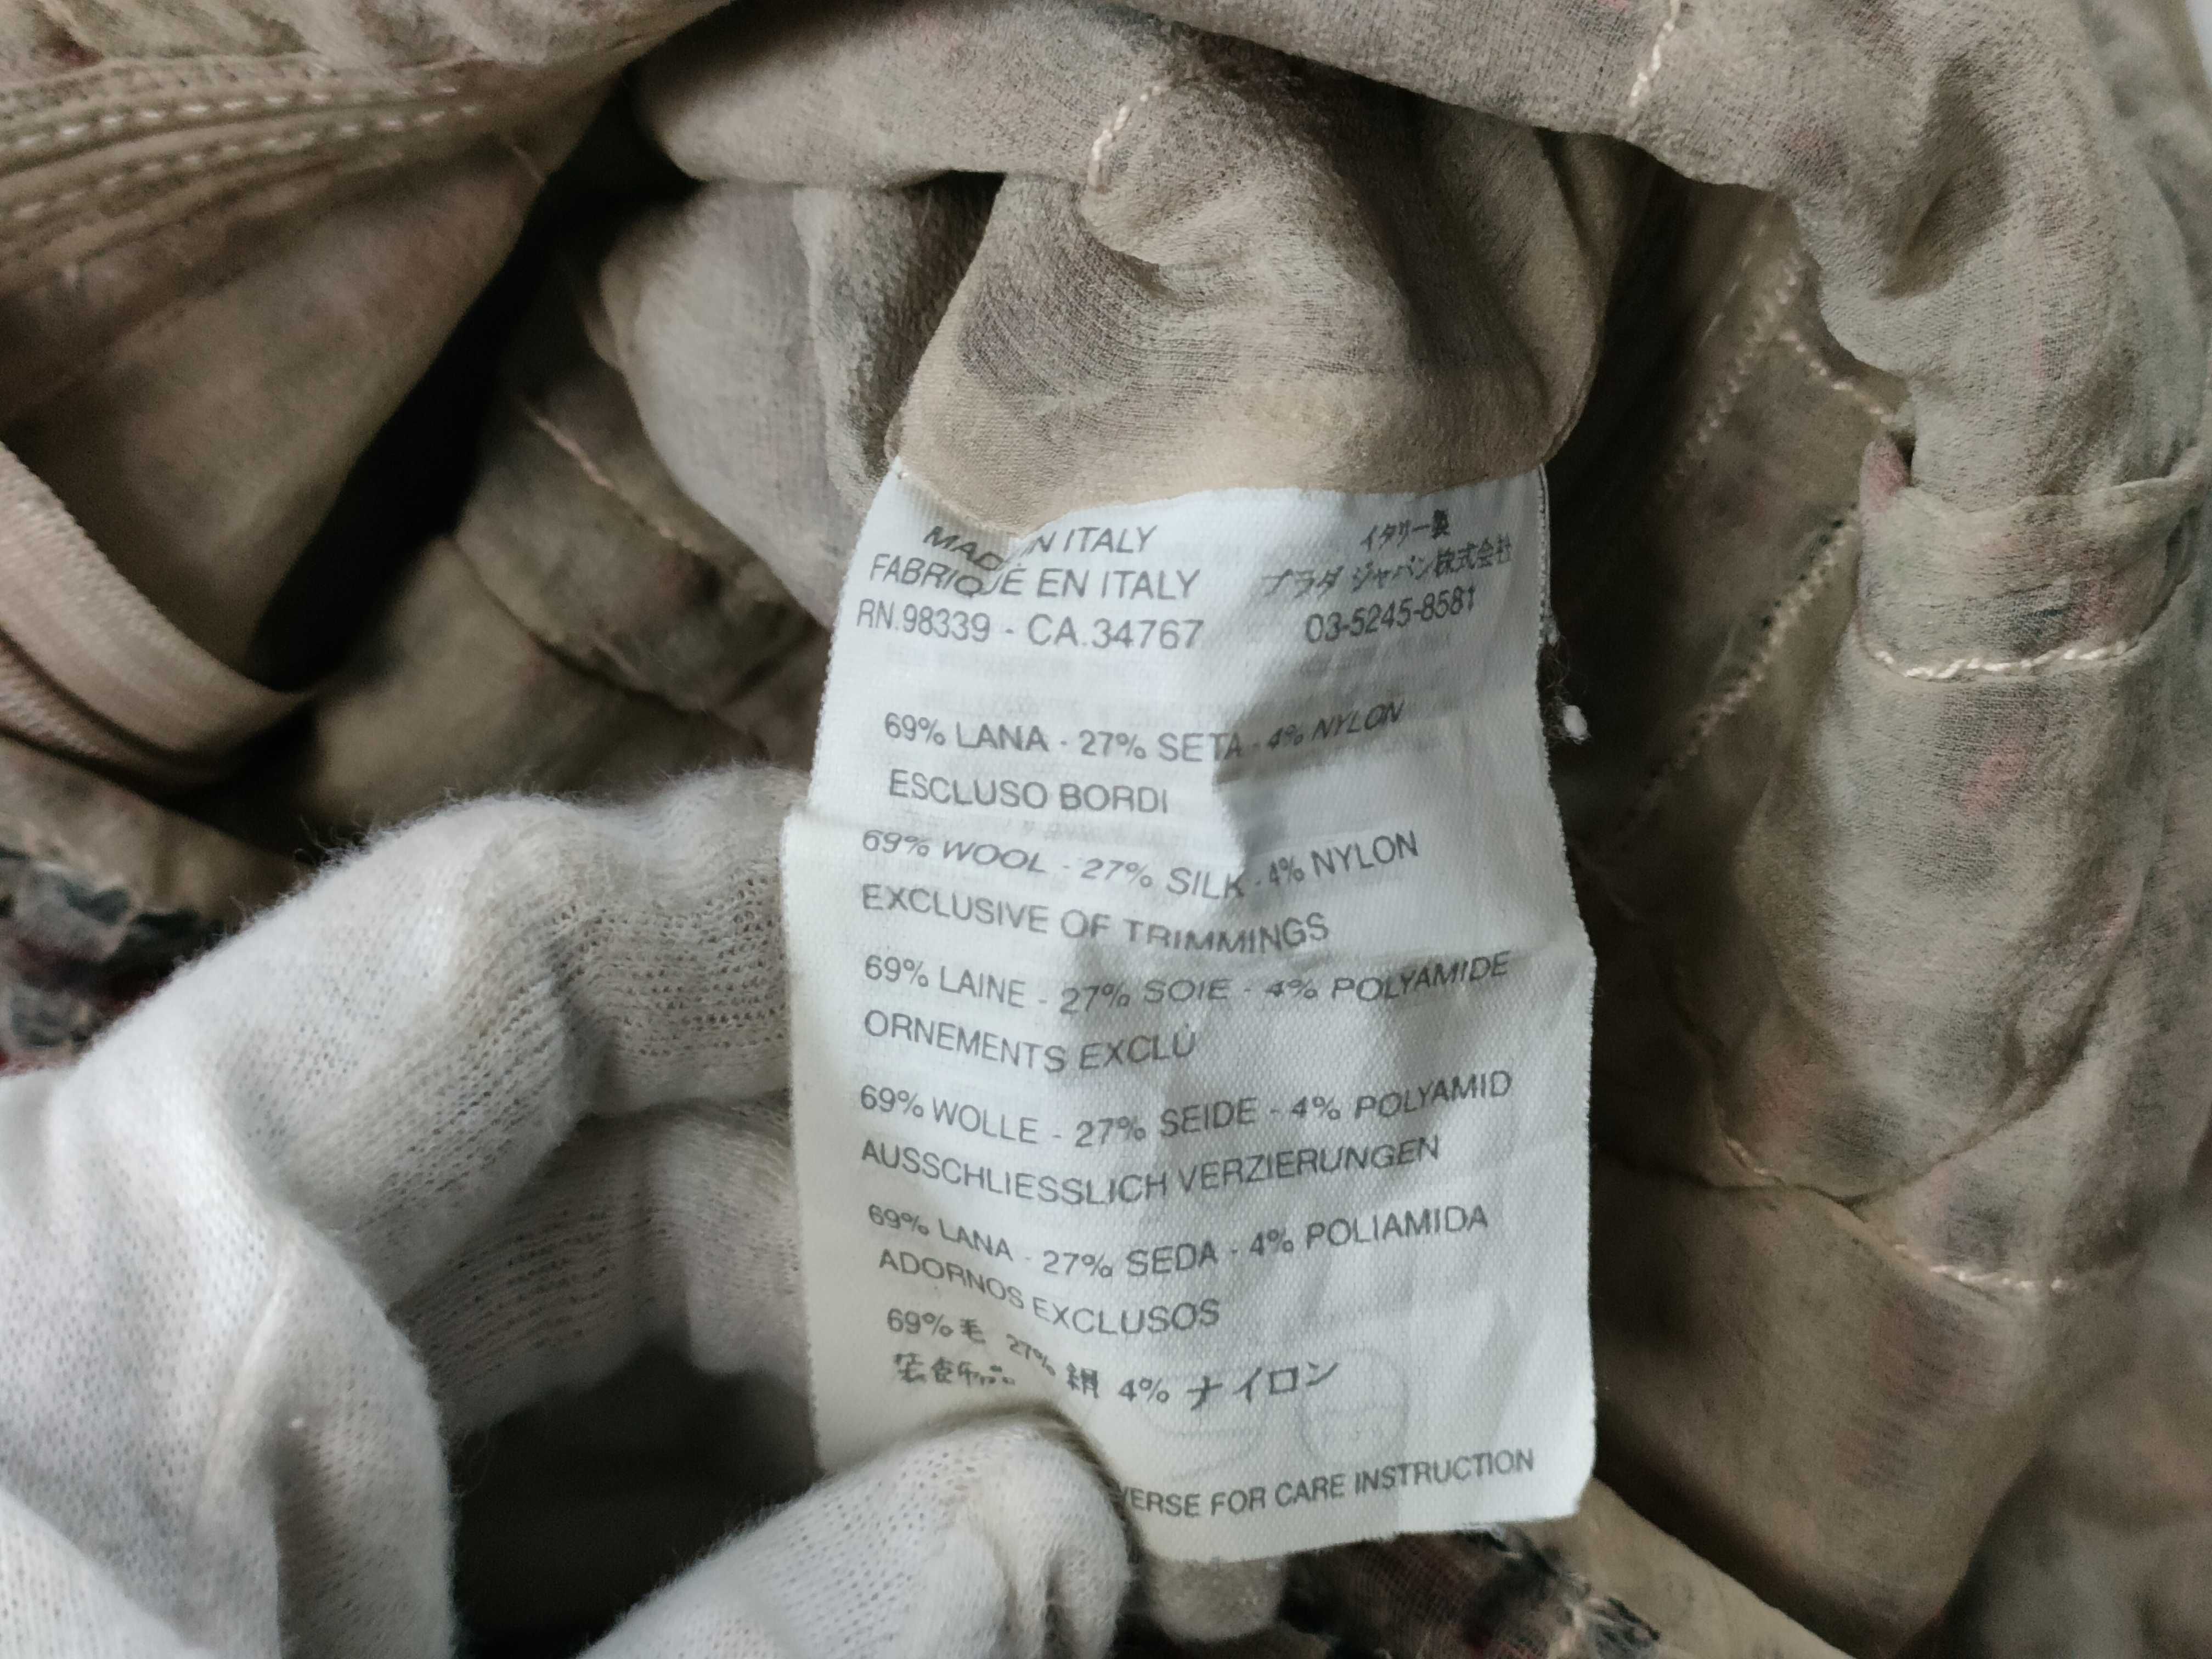 MADE IN ITALY
FABRIQUÉ EN ITALY
RN.98339 - CA.34767
イタリー製
プラダ ジャパン株式会社
03-5245-8581
69% LANA - 27% SETA - 4% NYLON
ESCLUSO BORDI
69% WOOL - 27% SILK - 4% NYLON
EXCLUSIVE OF TRIMMINGS
69% LAINE - 27% SOIE - 4% POLYAMIDE
ORNEMENTS EXCLU
69% WOLLE - 27% SEIDE - 4% POLYAMID
AUSSCHLIESSLICH VERZIERUNGEN
69% LANA - 27% SEDA - 4% POLIAMIDA
ADORNOS EXCLUSOS
69% 毛 27% 絹 4% ナイロン
FOR CARE INSTRUCTION